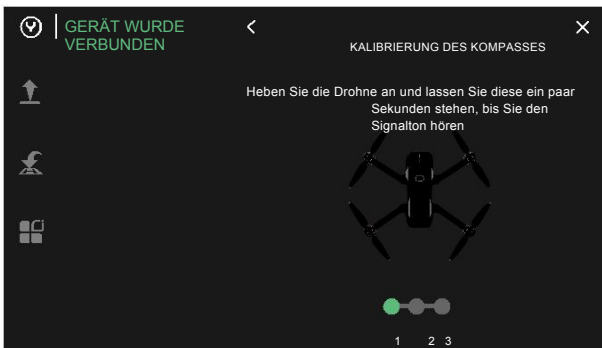 GERÄT WURDE
VERBUNDEN
KALIBRIERUNG DES KOMPASSES
Heben Sie die Drohne an und lassen Sie diese ein paar
Sekunden stehen, bis Sie den
Signalton hören
1 2 3